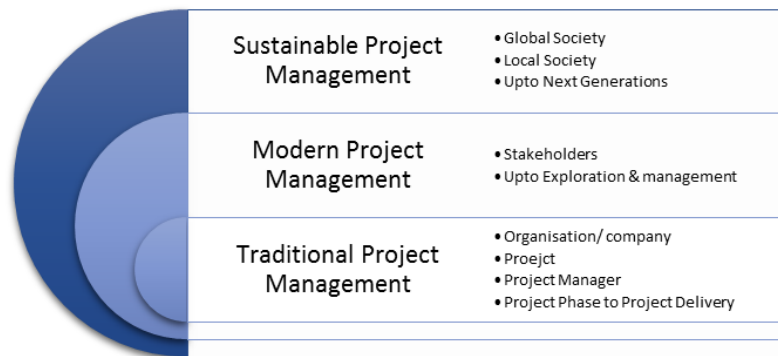 Sustainable Project
Management
• Global Society
• Local Society
• Upto Next Generations
Modern Project
Management
• Stakeholders
• Upto Exploration & management
Traditional Project
Management
• Organisation/ company
• Proejct
• Project Manager
• Project Phase to Project Delivery